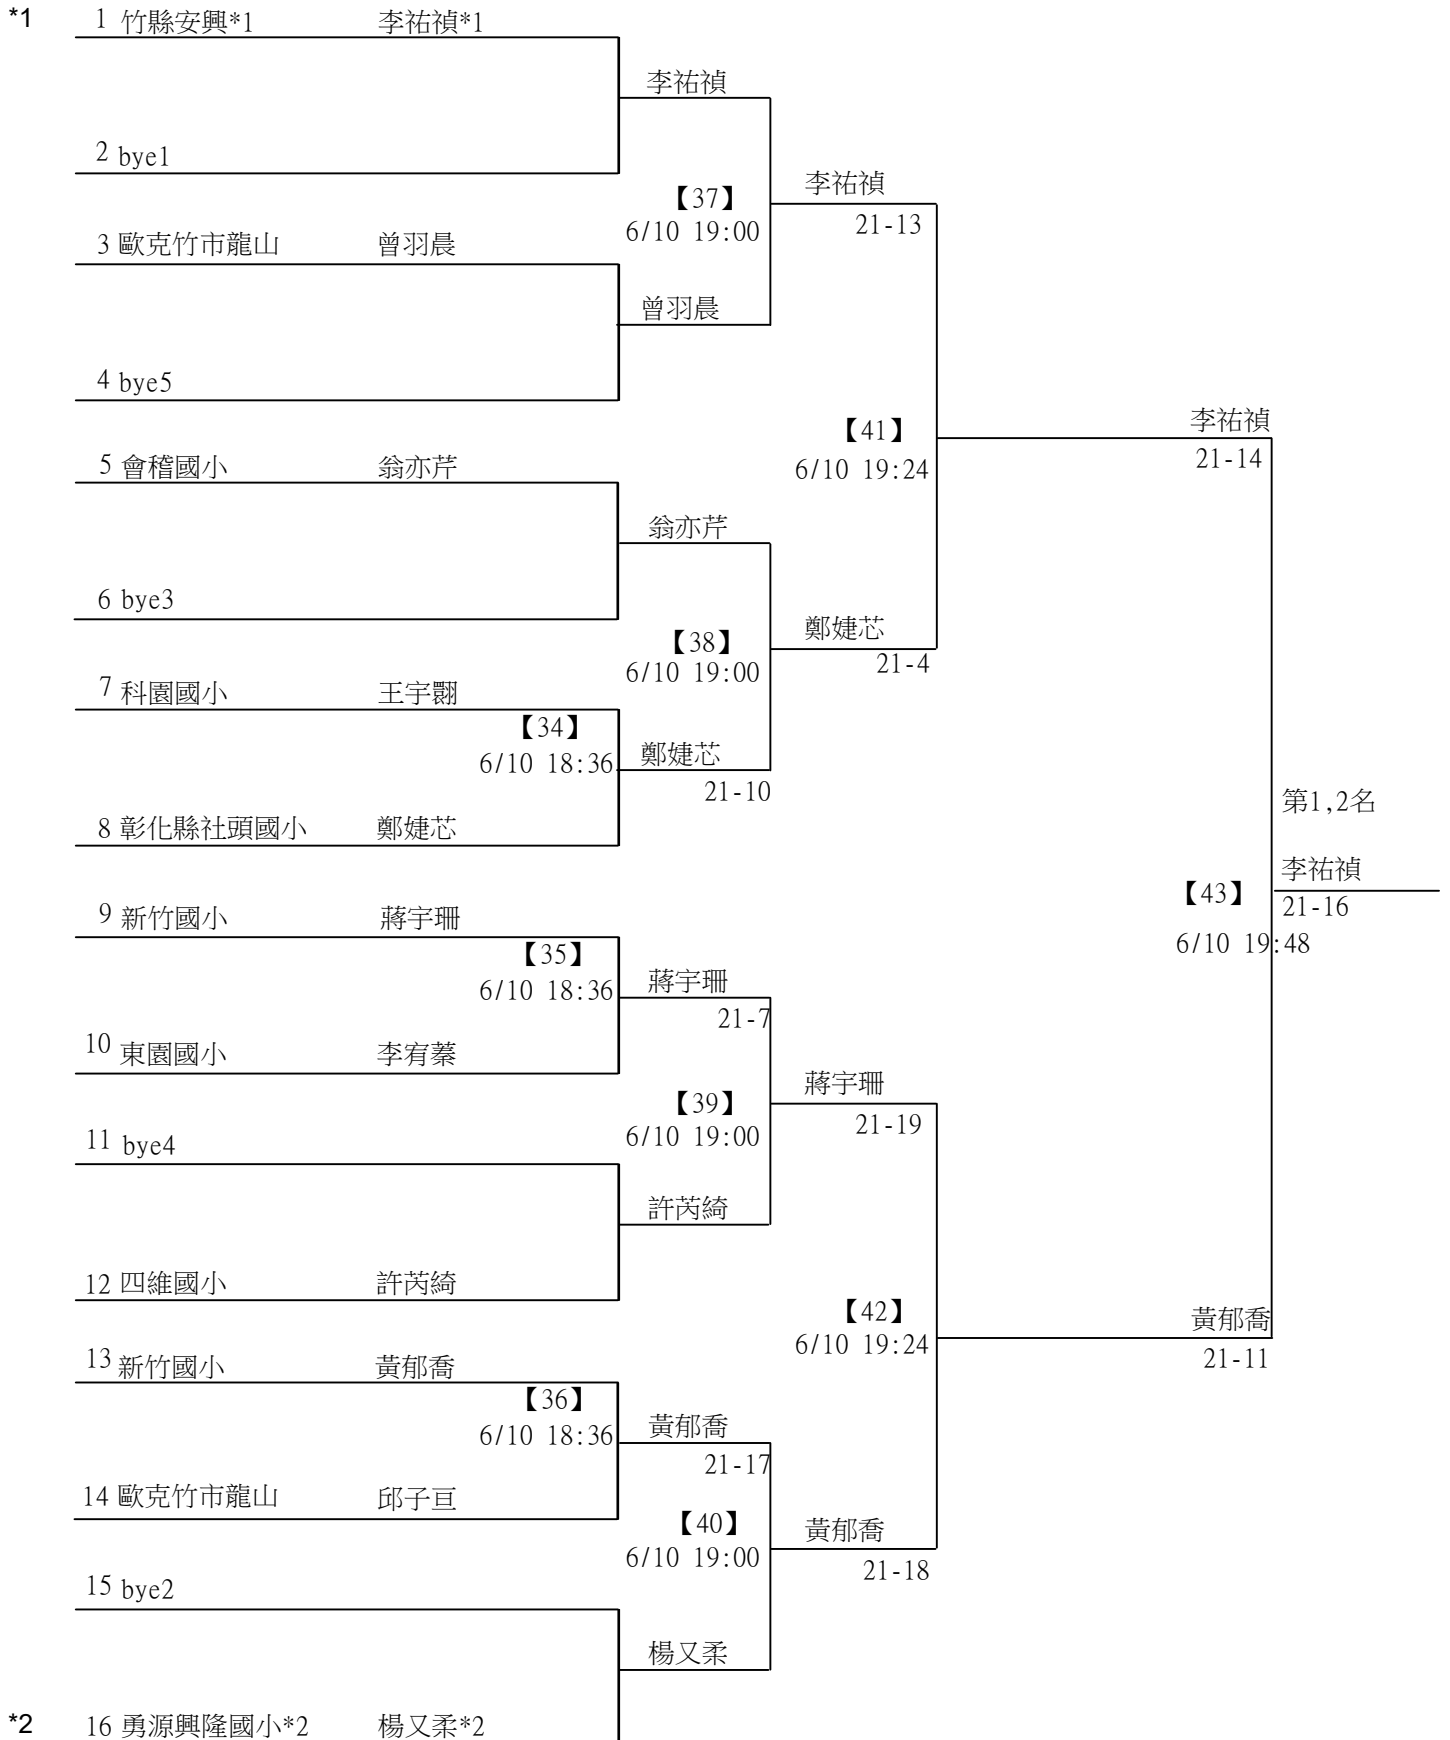 *1 1 竹縣安興*1 李祐禎*1
李祐禎
2 bye1
【37】
6/10 19:00
李祐禎
21-13
3 歐克竹市龍山 曾羽晨
曾羽晨
4 bye5
【41】
6/10 19:24
李祐禎
21-14
5 會稽國小 翁亦芹
翁亦芹
6 bye3
【38】
6/10 19:00
鄭婕芯
21-4
7 科園國小 王宇翾
【34】
6/10 18:36
鄭婕芯
21-10
8 彰化縣社頭國小 鄭婕芯
第1,2名
【43】
6/10 19:48
李祐禎
21-16
9 新竹國小 蔣宇珊
【35】
6/10 18:36
蔣宇珊
21-7
10 東園國小 李宥蓁
【39】
6/10 19:00
蔣宇珊
21-19
11 bye4
許芮綺
12 四維國小 許芮綺
【42】
6/10 19:24
黃郁喬
21-11
13 新竹國小 黃郁喬
【36】
6/10 18:36
黃郁喬
21-17
14 歐克竹市龍山 邱子亘
【40】
6/10 19:00
黃郁喬
21-18
15 bye2
楊又柔
*2 16 勇源興隆國小*2 楊又柔*2